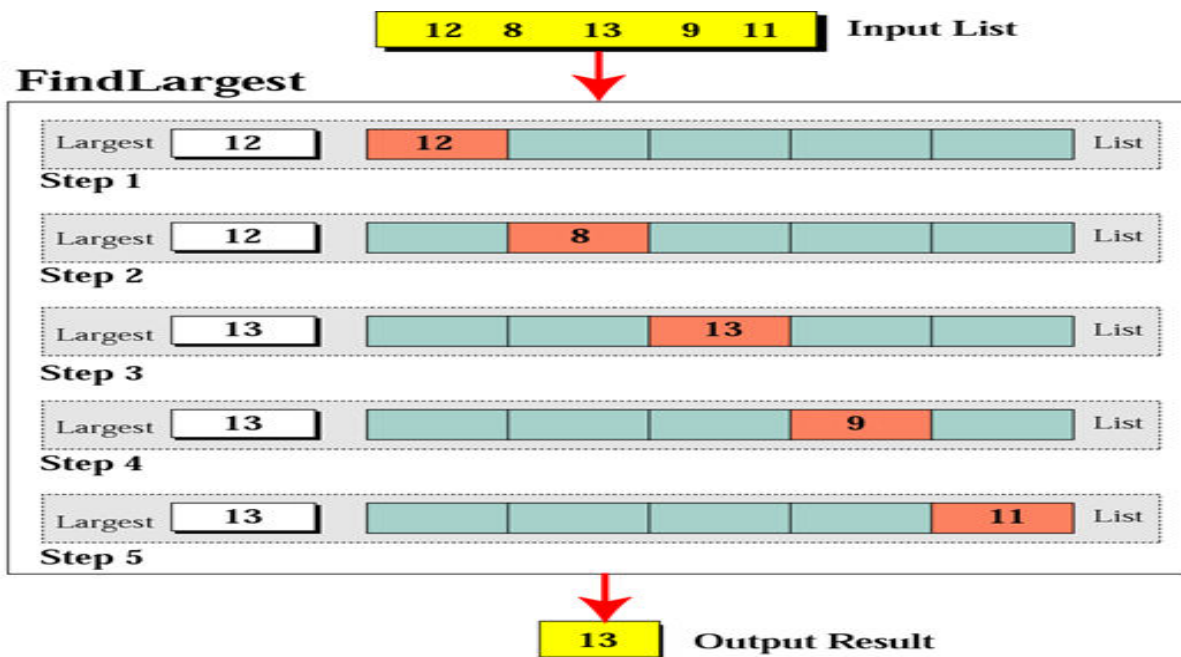 12 8 13 9 11 Input List
FindLargest
Largest 12 12 List
Step 1
Largest 12 8 List
Step 2
Largest 13 13 List
Step 3
Largest 13 9 List
Step 4
Largest 13 11 List
Step 5
13 Output Result